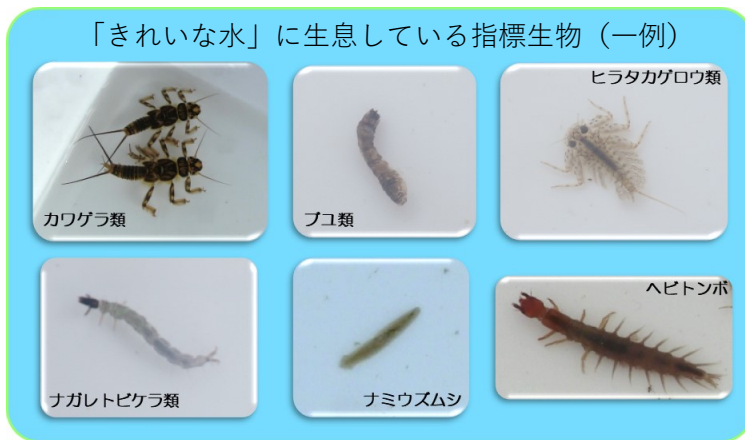 「きれいな水」に生息している指標生物（一例）
カワゲラ類
ブユ類
ヒラタカゲロウ類
ナガレトビケラ類
ナミウズムシ
ヘビトンボ